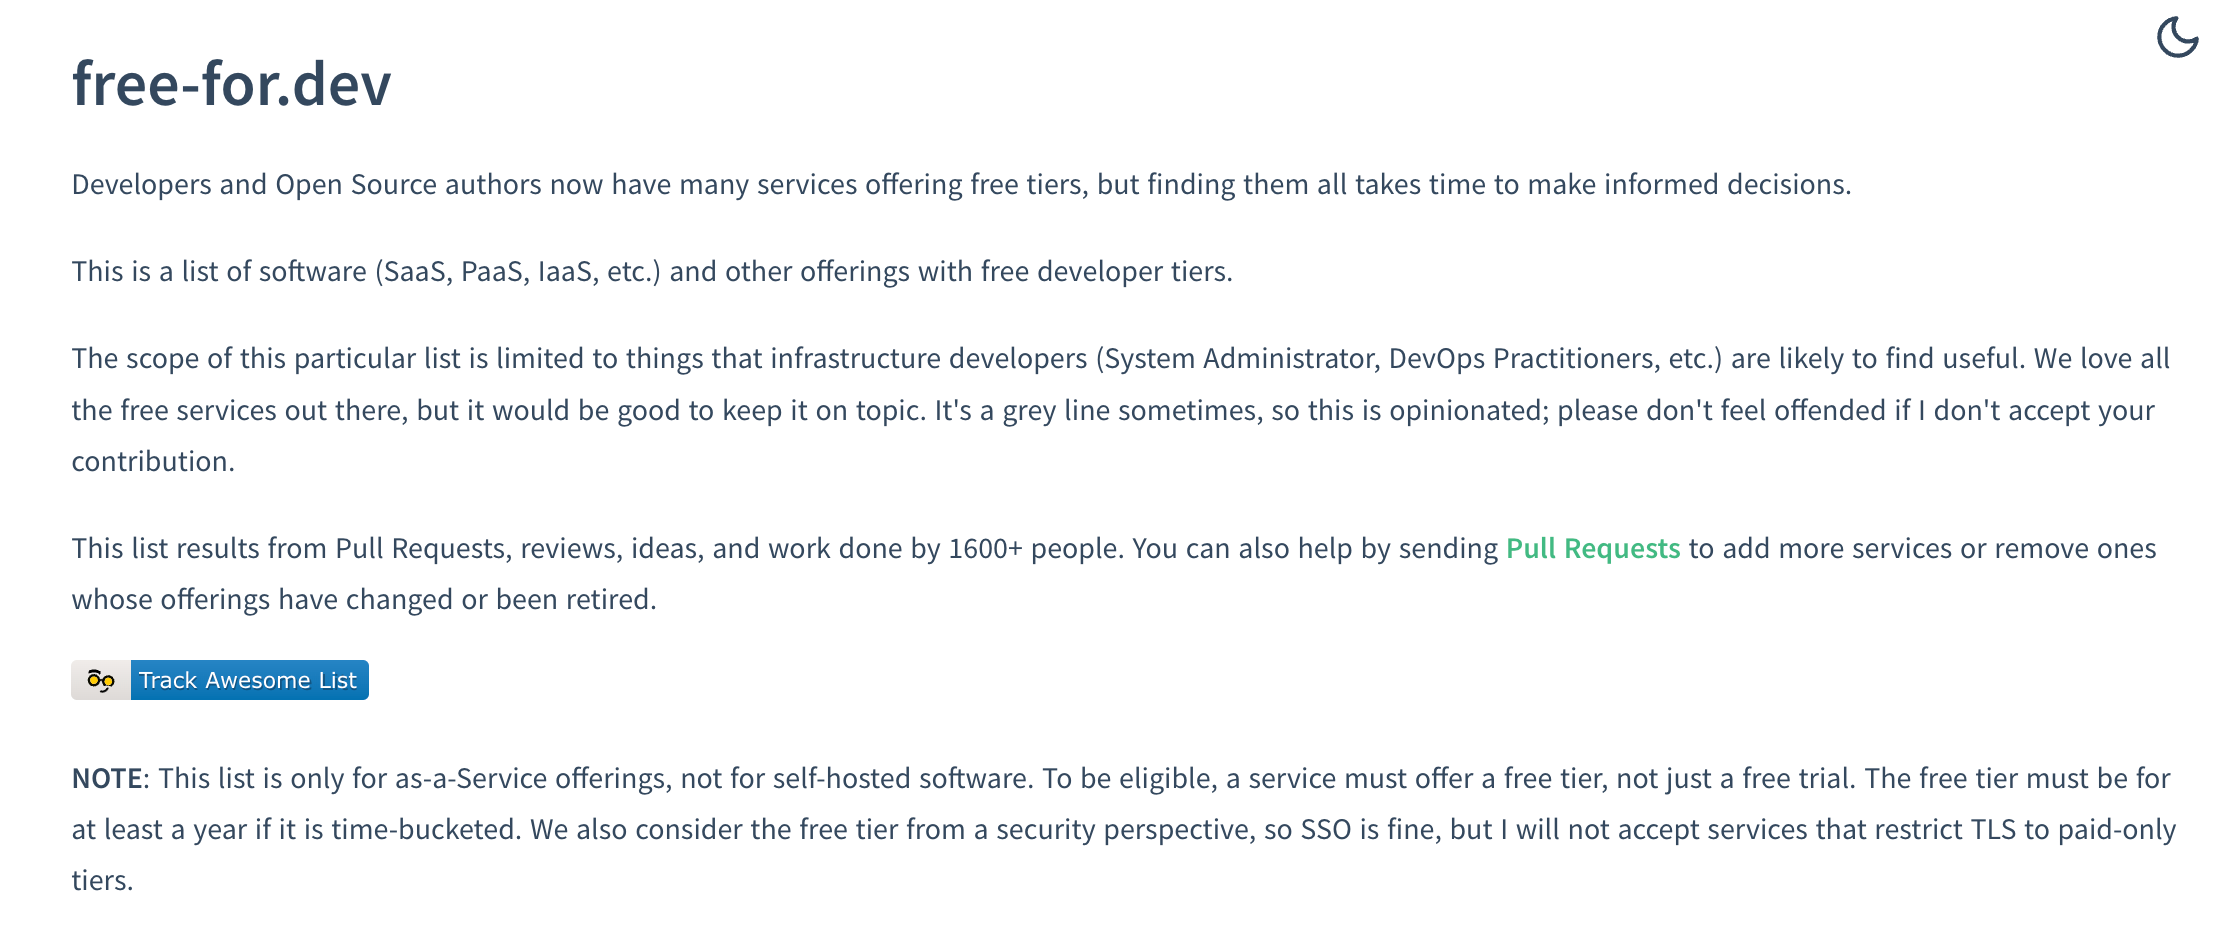 free-for.dev
Developers and Open Source authors now have many services offering free tiers, but finding them all takes time to make informed decisions.
This is a list of software (SaaS, PaaS, IaaS, etc.) and other offerings with free developer tiers.
The scope of this particular list is limited to things that infrastructure developers (System Administrator, DevOps Practitioners, etc.) are likely to find useful. We love all
the free services out there, but it would be good to keep it on topic. It's a grey line sometimes, so this is opinionated; please don't feel offended if I don't accept your
contribution.
This list results from Pull Requests, reviews, ideas, and work done by 1600+ people. You can also help by sending Pull Requests to add more services or remove ones
whose offerings have changed or been retired.
Track Awesome List
NOTE: This list is only for as-a-Service offerings, not for self-hosted software. To be eligible, a service must offer a free tier, not just a free trial. The free tier must be for
at least a year if it is time-bucketed. We also consider the free tier from a security perspective, so SSO is fine, but I will not accept services that restrict TLS to paid-only
tiers.